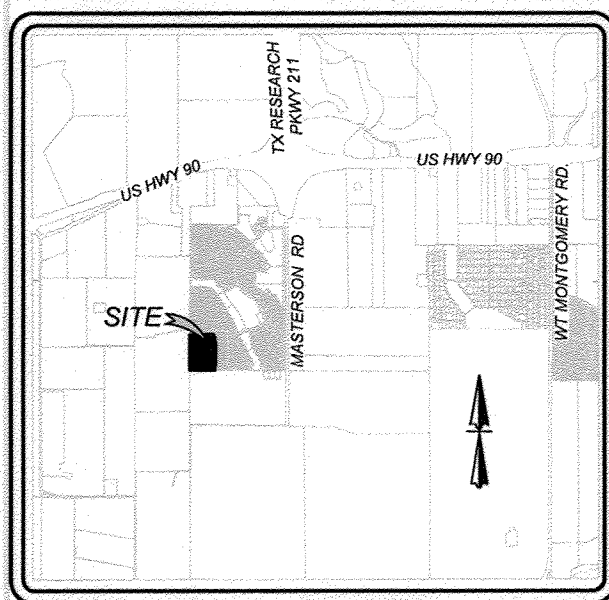 TX RESEARCH
PKWY 211
US HWY 90
US HWY 90
WT MONTGOMERY RD.
MASTERSON RD
SITE